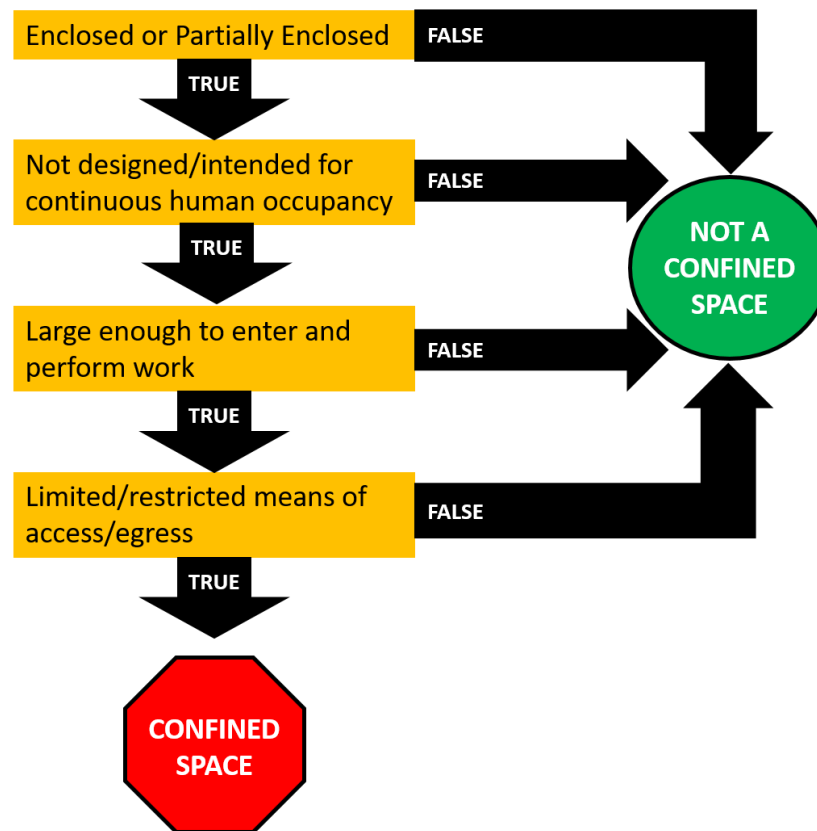 Enclosed or Partially Enclosed
FALSE
TRUE
Not designed/intended for
continuous human occupancy
FALSE
TRUE
NOT A
CONFINED
SPACE
Large enough to enter and
perform work
FALSE
TRUE
Limited/restricted means of
access/egress
FALSE
TRUE
CONFINED
SPACE